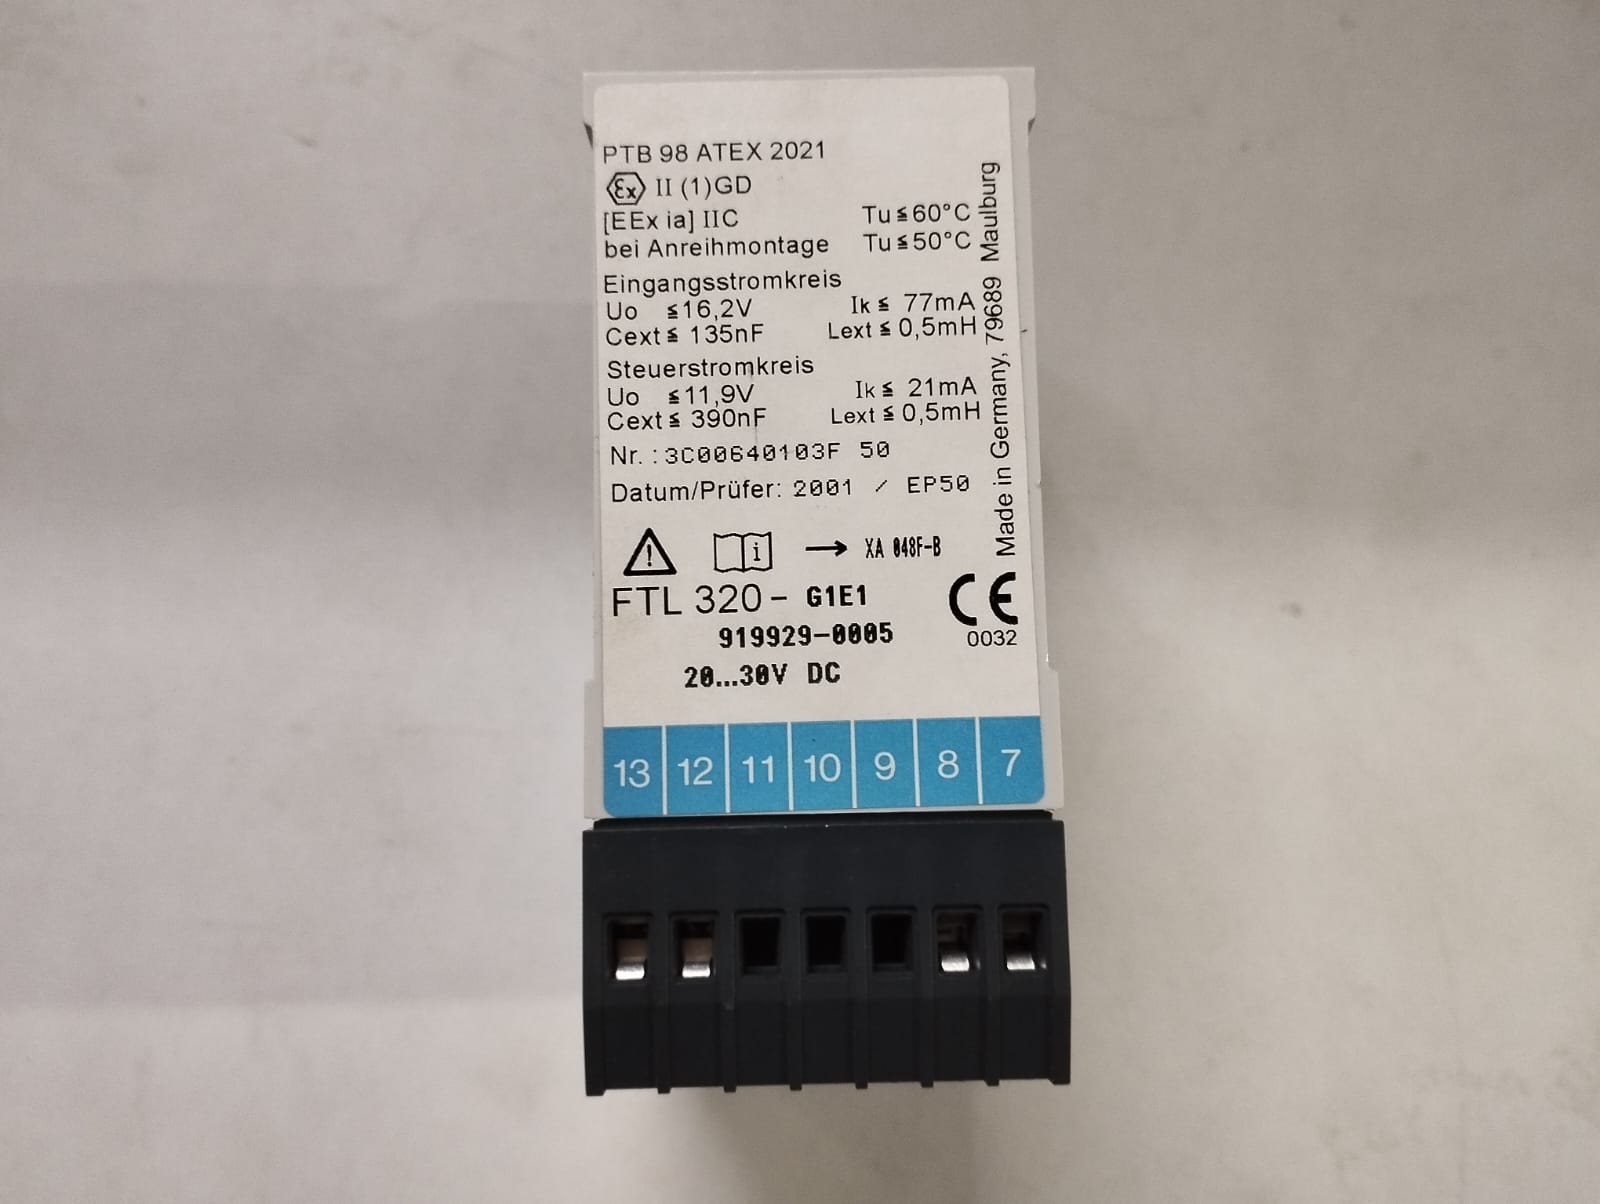 PTB 98 ATEX 2021
Ex II (1)GD
[EEx ia] IIC Tu ≤ 60°C
bei Anreihmontage Tu ≤ 50°C
Eingangsstromkreis
Uo ≤ 16,2V Ik ≤ 77mA
Cext ≤ 135nF Lext ≤ 0,5mH
Steuerstromkreis
Uo ≤ 11,9V Ik ≤ 21mA
Cext ≤ 390nF Lext ≤ 0,5mH
Nr. : 3C00640103F 50
Datum/Prüfer: 2001 / EP50
i → XA 048F-B
FTL 320 - G1E1
919929-0005
20...30V DC
CE
0032
Made in Germany, 79689 Maulburg
13 12 11 10 9 8 7